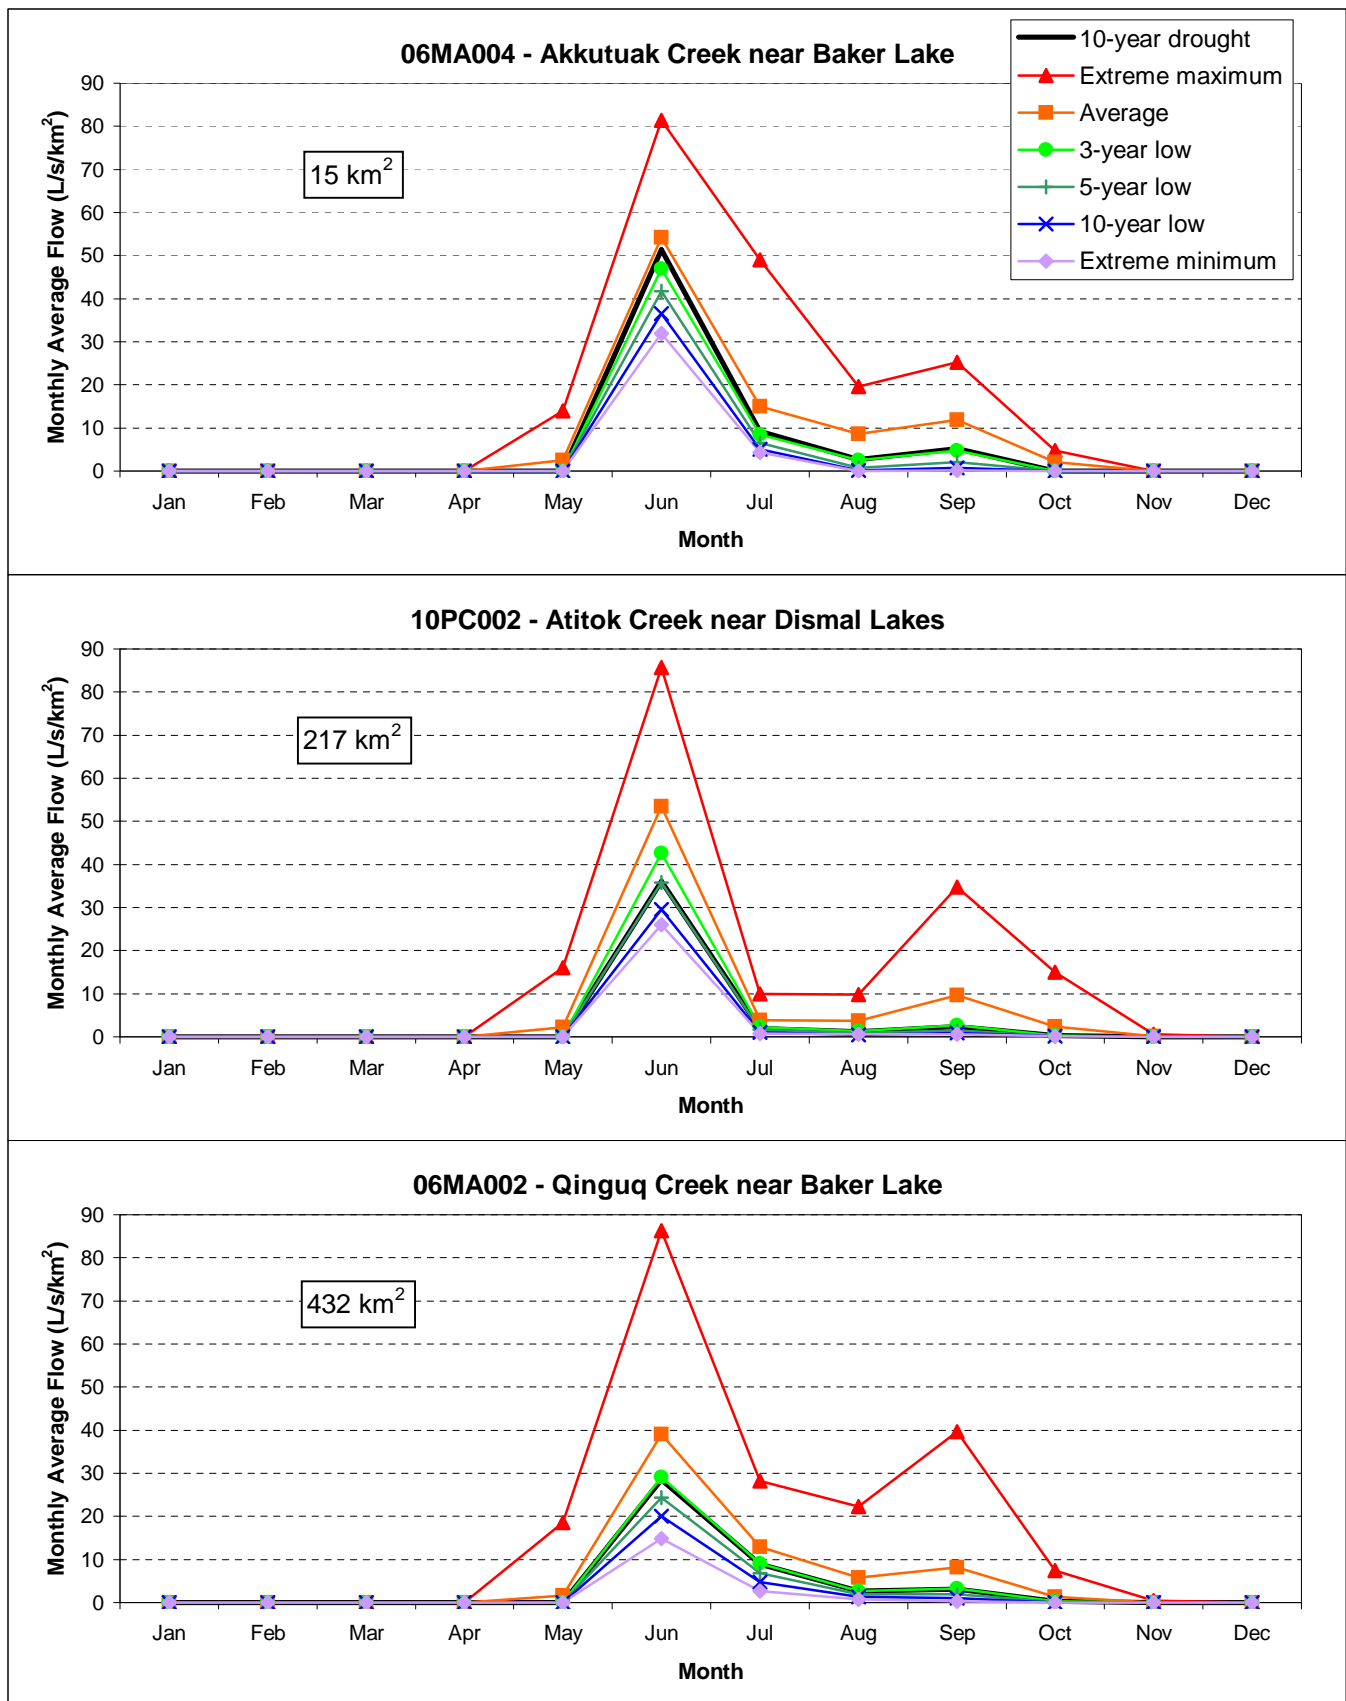 06MA004 - Akkutuak Creek near Baker Lake
10-year drought
Extreme maximum
Average
3-year low
5-year low
10-year low
Extreme minimum
15 km²
Monthly Average Flow (L/s/km²)
90
80
70
60
50
40
30
20
10
0
Jan Feb Mar Apr May Jun Jul Aug Sep Oct Nov Dec
Month
10PC002 - Atitok Creek near Dismal Lakes
217 km²
Monthly Average Flow (L/s/km²)
90
80
70
60
50
40
30
20
10
0
Jan Feb Mar Apr May Jun Jul Aug Sep Oct Nov Dec
Month
06MA002 - Qinguq Creek near Baker Lake
432 km²
Monthly Average Flow (L/s/km²)
90
80
70
60
50
40
30
20
10
0
Jan Feb Mar Apr May Jun Jul Aug Sep Oct Nov Dec
Month